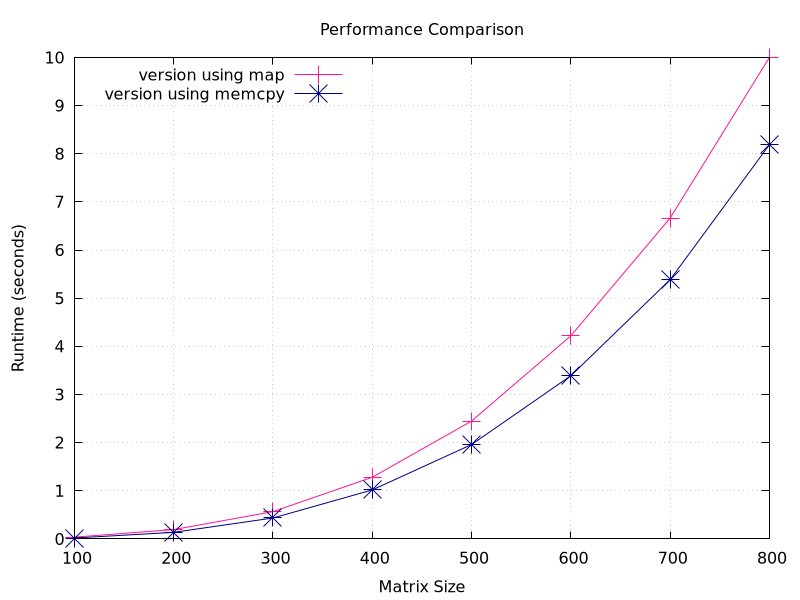 Performance Comparison
version using map
version using memcpy
10
9
8
7
6
5
4
3
2
1
0
Runtime (seconds)
100 200 300 400 500 600 700 800
Matrix Size